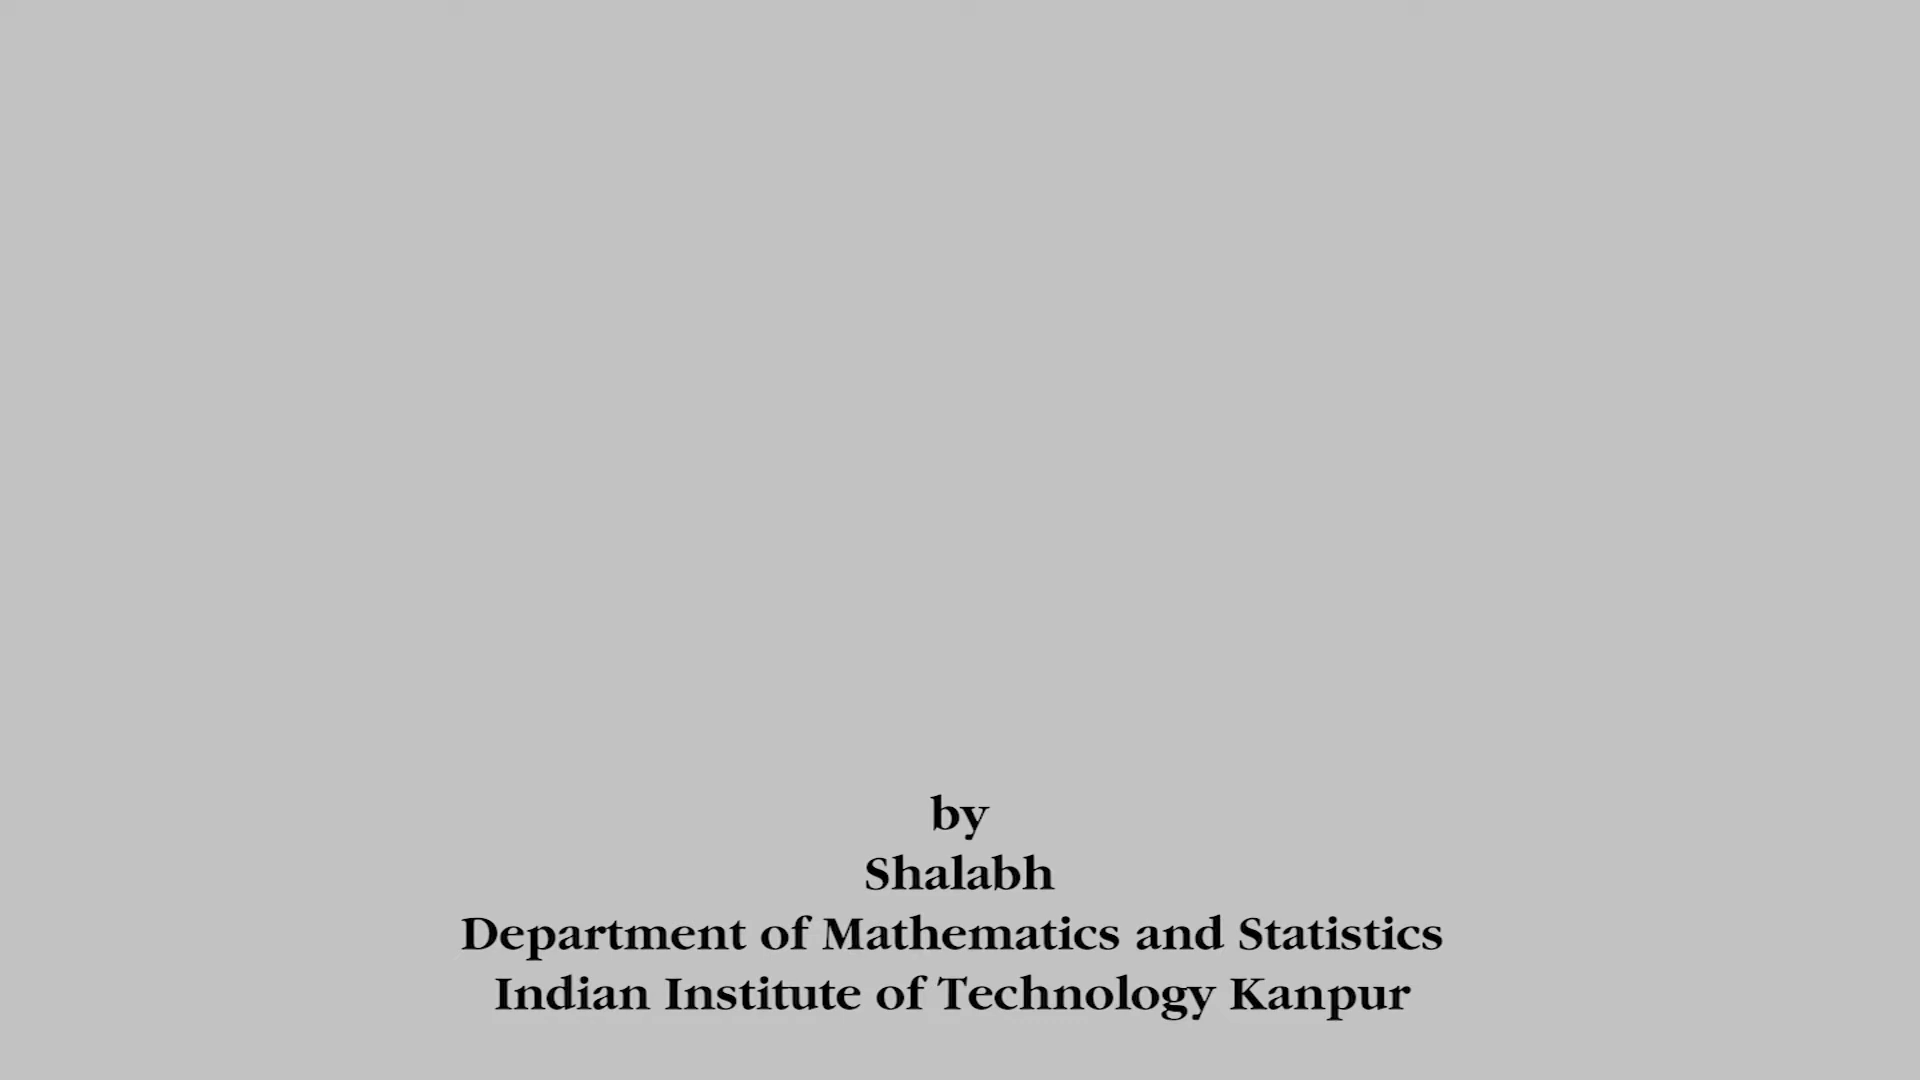 by
Shalabh
Department of Mathematics and Statistics
Indian Institute of Technology Kanpur